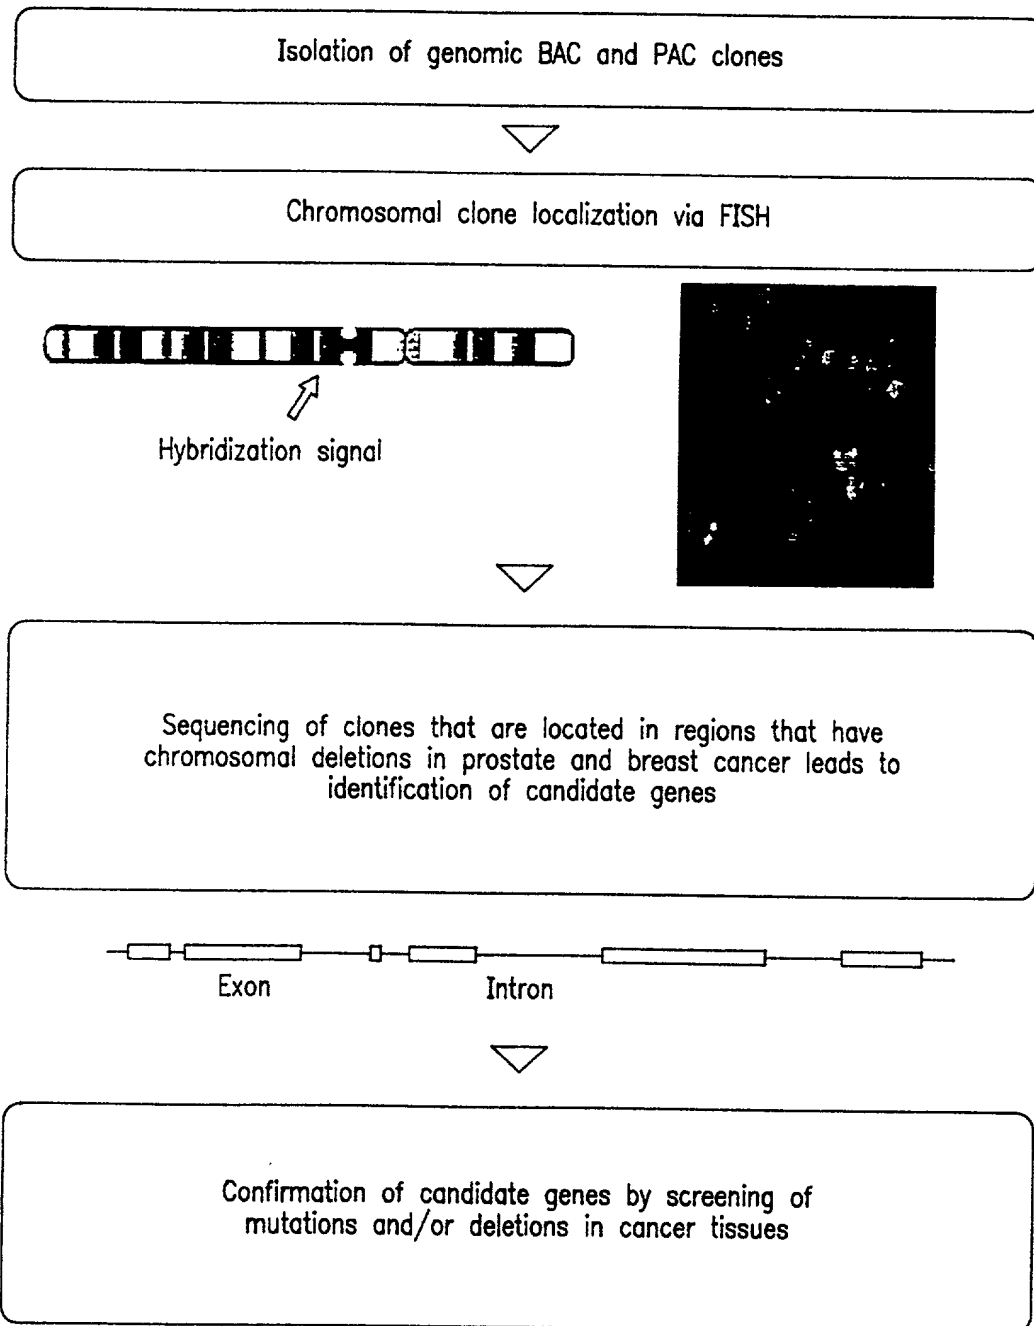 Isolation of genomic BAC and PAC clones
Chromosomal clone localization via FISH
Hybridization signal
Sequencing of clones that are located in regions that have
chromosomal deletions in prostate and breast cancer leads to
identification of candidate genes
Exon
Intron
Confirmation of candidate genes by screening of
mutations and/or deletions in cancer tissues